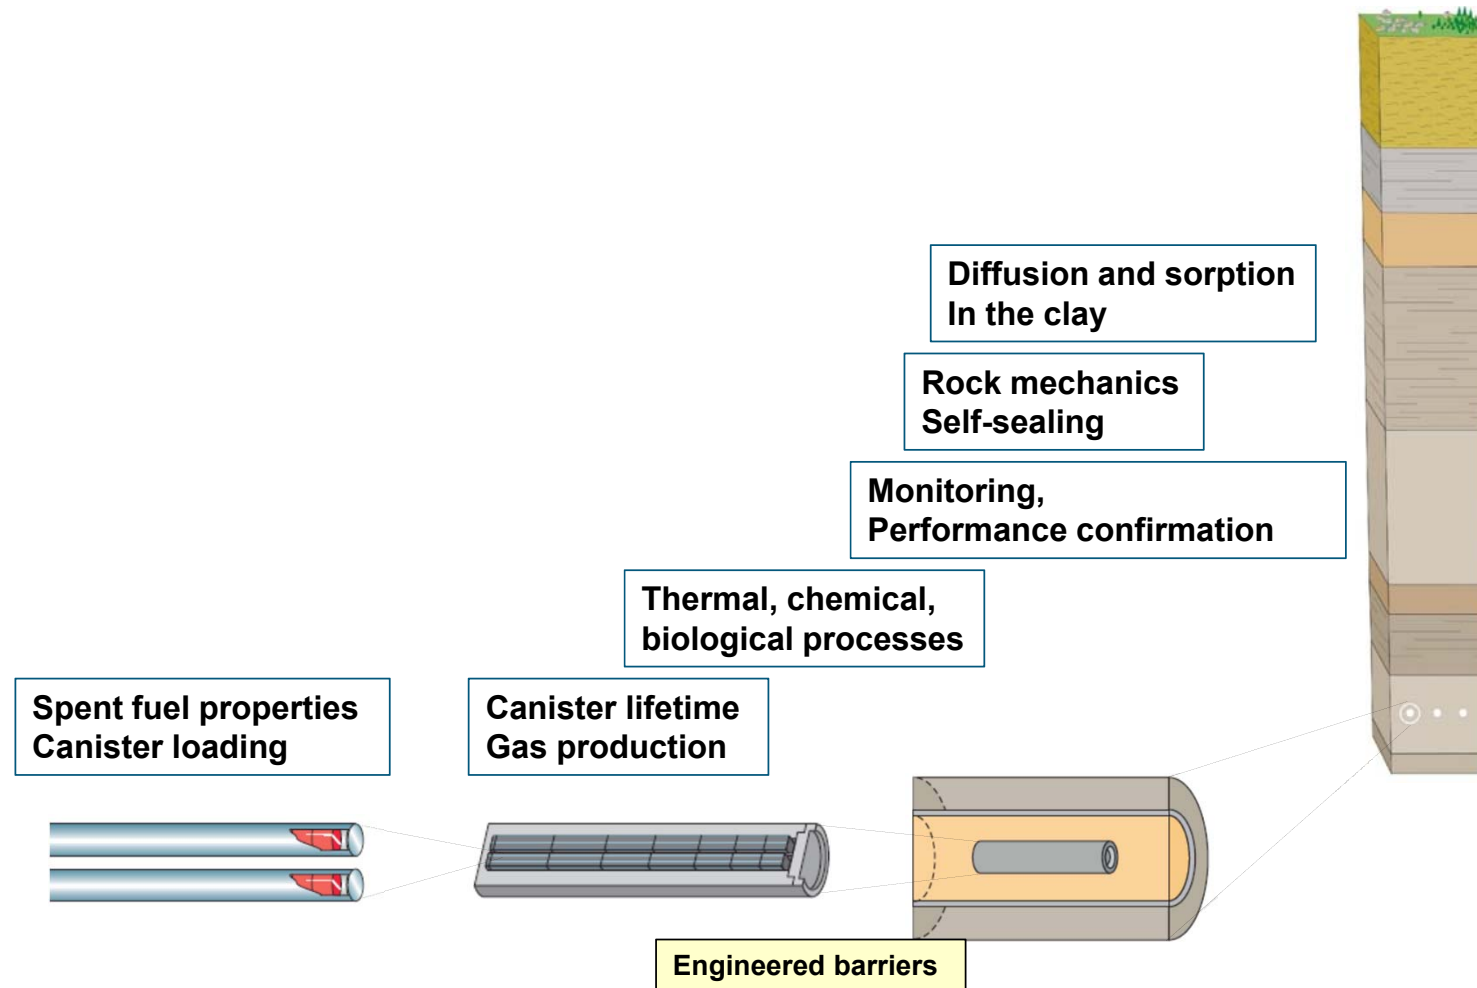 Diffusion and sorption
In the clay
Rock mechanics
Self-sealing
Monitoring,
Performance confirmation
Thermal, chemical,
biological processes
Spent fuel properties
Canister loading
Canister lifetime
Gas production
Engineered barriers